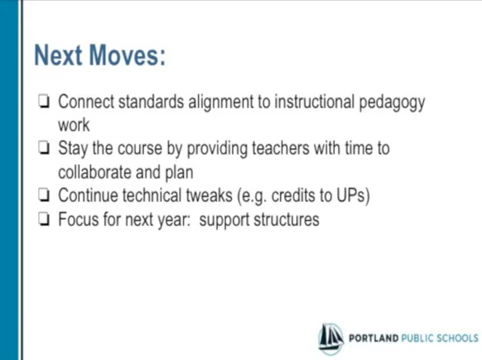 Next Moves:
❑ Connect standards alignment to instructional pedagogy
work
❑ Stay the course by providing teachers with time to
collaborate and plan
❑ Continue technical tweaks (e.g. credits to UPs)
❑ Focus for next year: support structures
PORTLAND PUBLIC SCHOOLS